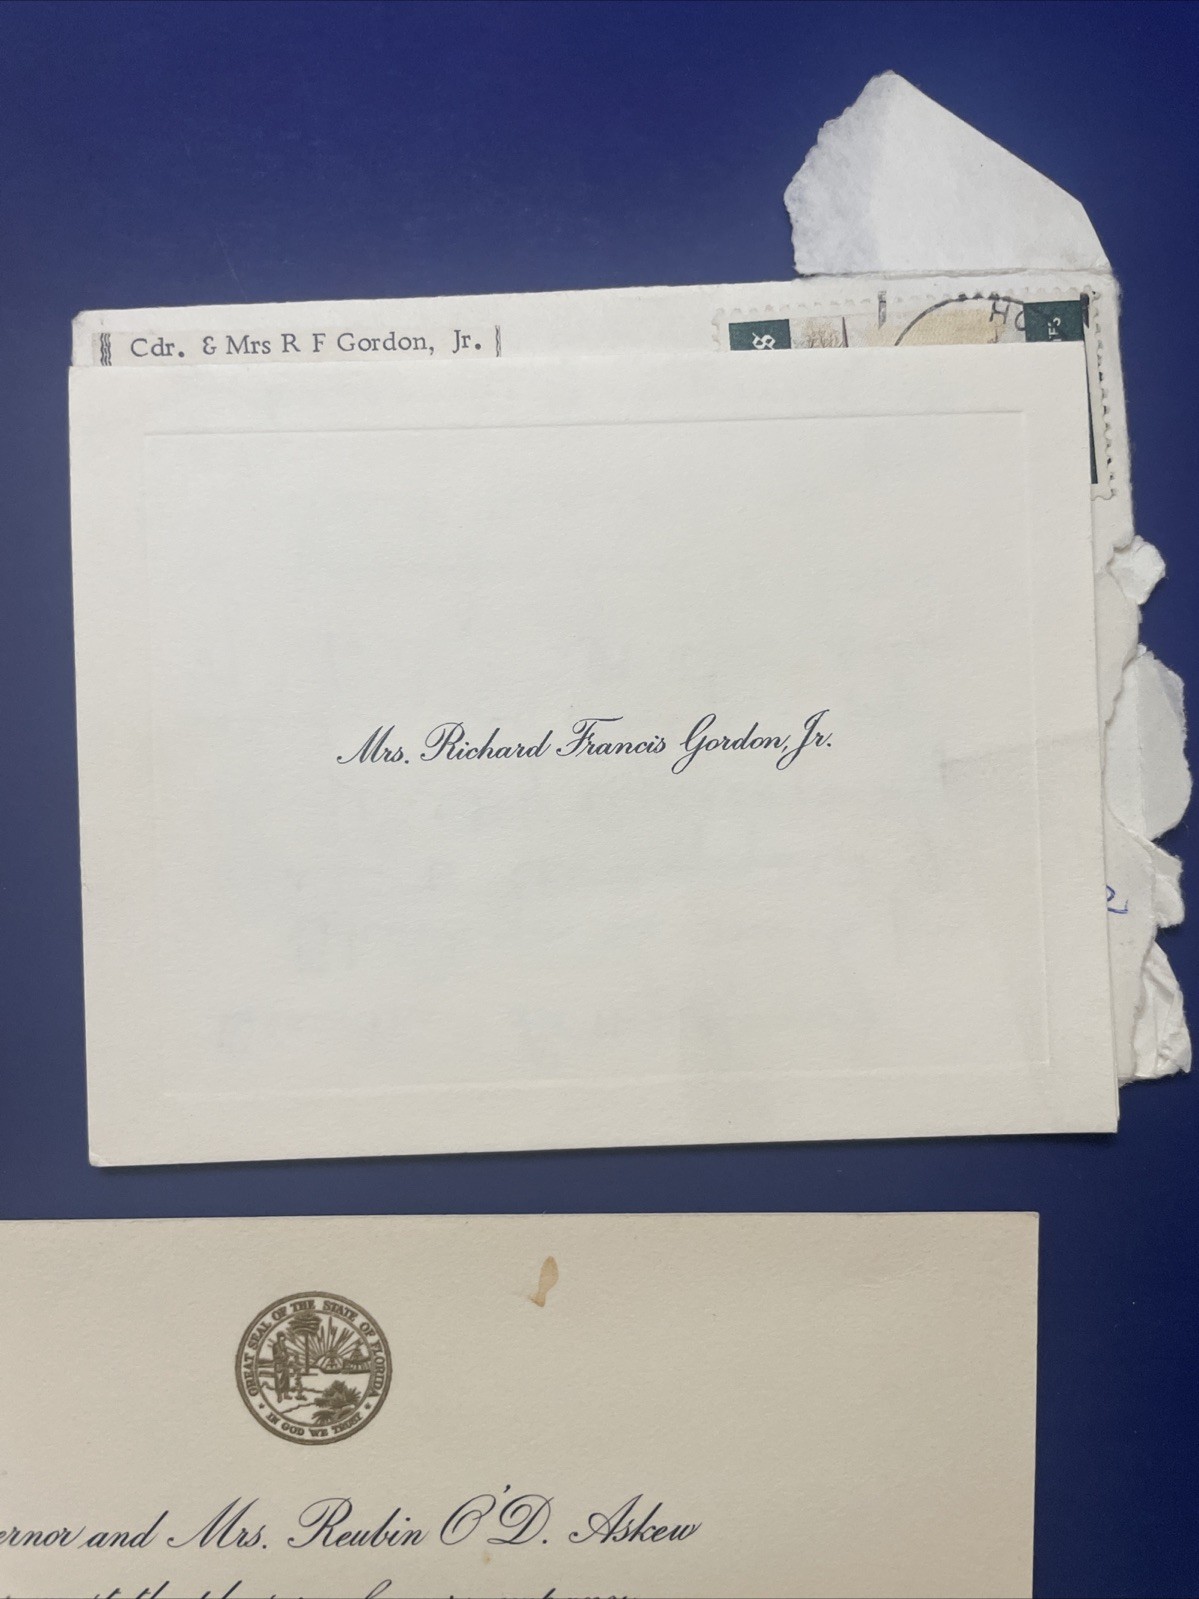 Cdr. & Mrs R F Gordon, Jr.
Mrs. Richard Francis Gordon, Jr.
GREAT SEAL OF THE STATE OF FLORIDA
IN GOD WE TRUST
and Mrs. Reubin O'D. Askew